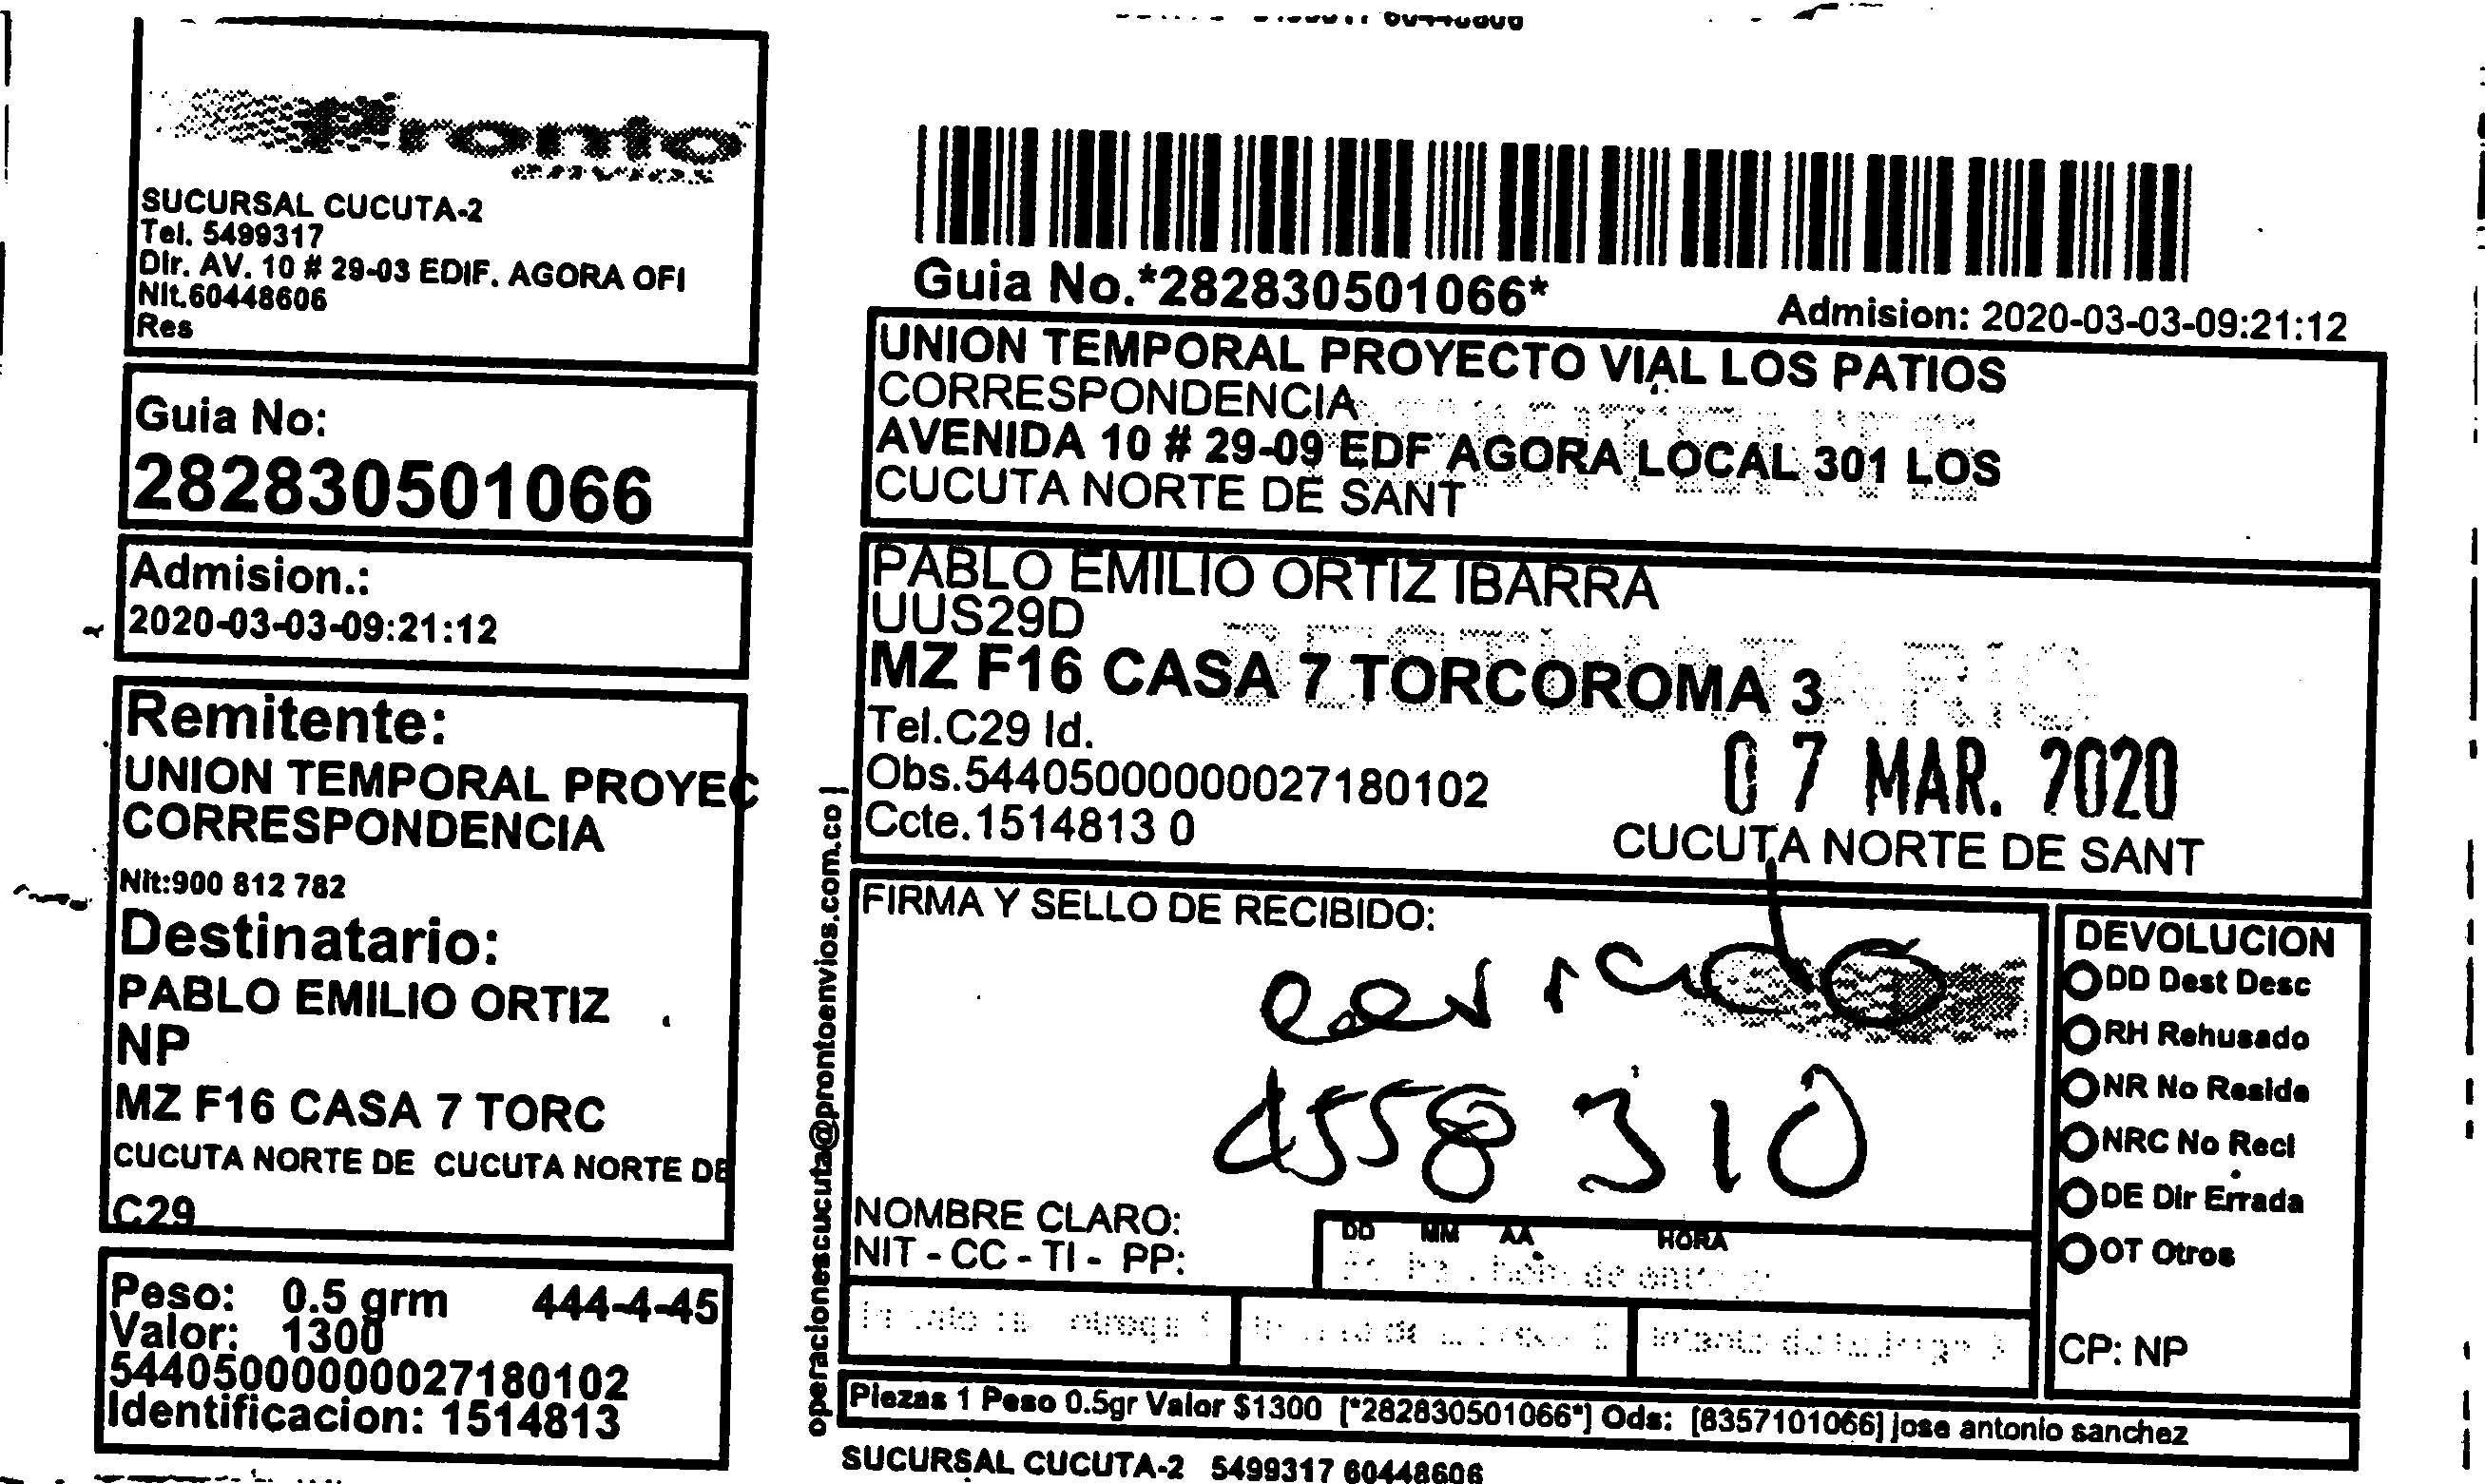 Pronto
SUCURSAL CUCUTA-2
Tel. 5499317
Dir. AV. 10 # 29-03 EDIF. AGORA OFI
Nit.60448606
Res
Guia No:
282830501066
Admision.:
2020-03-03-09:21:12
Remitente:
UNION TEMPORAL PROYEC
CORRESPONDENCIA
Nit:900 812 782
Destinatario:
PABLO EMILIO ORTIZ
NP
MZ F16 CASA 7 TORC
CUCUTA NORTE DE CUCUTA NORTE DE
C29
Peso: 0.5 grm 444-4-45
Valor: 1300
544050000000027180102
Identificacion: 1514813
Guia No.*282830501066*
Admision: 2020-03-03-09:21:12
UNION TEMPORAL PROYECTO VIAL LOS PATIOS
CORRESPONDENCIA
AVENIDA 10 # 29-09 EDF AGORA LOCAL 301 LOS
CUCUTA NORTE DE SANT
PABLO EMILIO ORTIZ IBARRA
UUS29D
DESTINATARIO
MZ F16 CASA 7 TORCOROMA 3
Tel.C29 Id.
Obs.544050000000027180102
Ccte.1514813 0
07 MAR. 2020
CUCUTA NORTE DE SANT
operacionescucuta@prontoenvios.com.co |
FIRMA Y SELLO DE RECIBIDO:
cerrado
4558310
NOMBRE CLARO:
NIT - CC - TI - PP:
DD MM AA HORA
DEVOLUCION
DD Dest Desc
RH Rehusado
NR No Reside
NRC No Recl
DE Dir Errada
OT Otros
CP: NP
Piezas 1 Peso 0.5gr Valor $1300 [*282830501066*] Ods: [8357101066] jose antonio sanchez
SUCURSAL CUCUTA-2 5499317 60448606